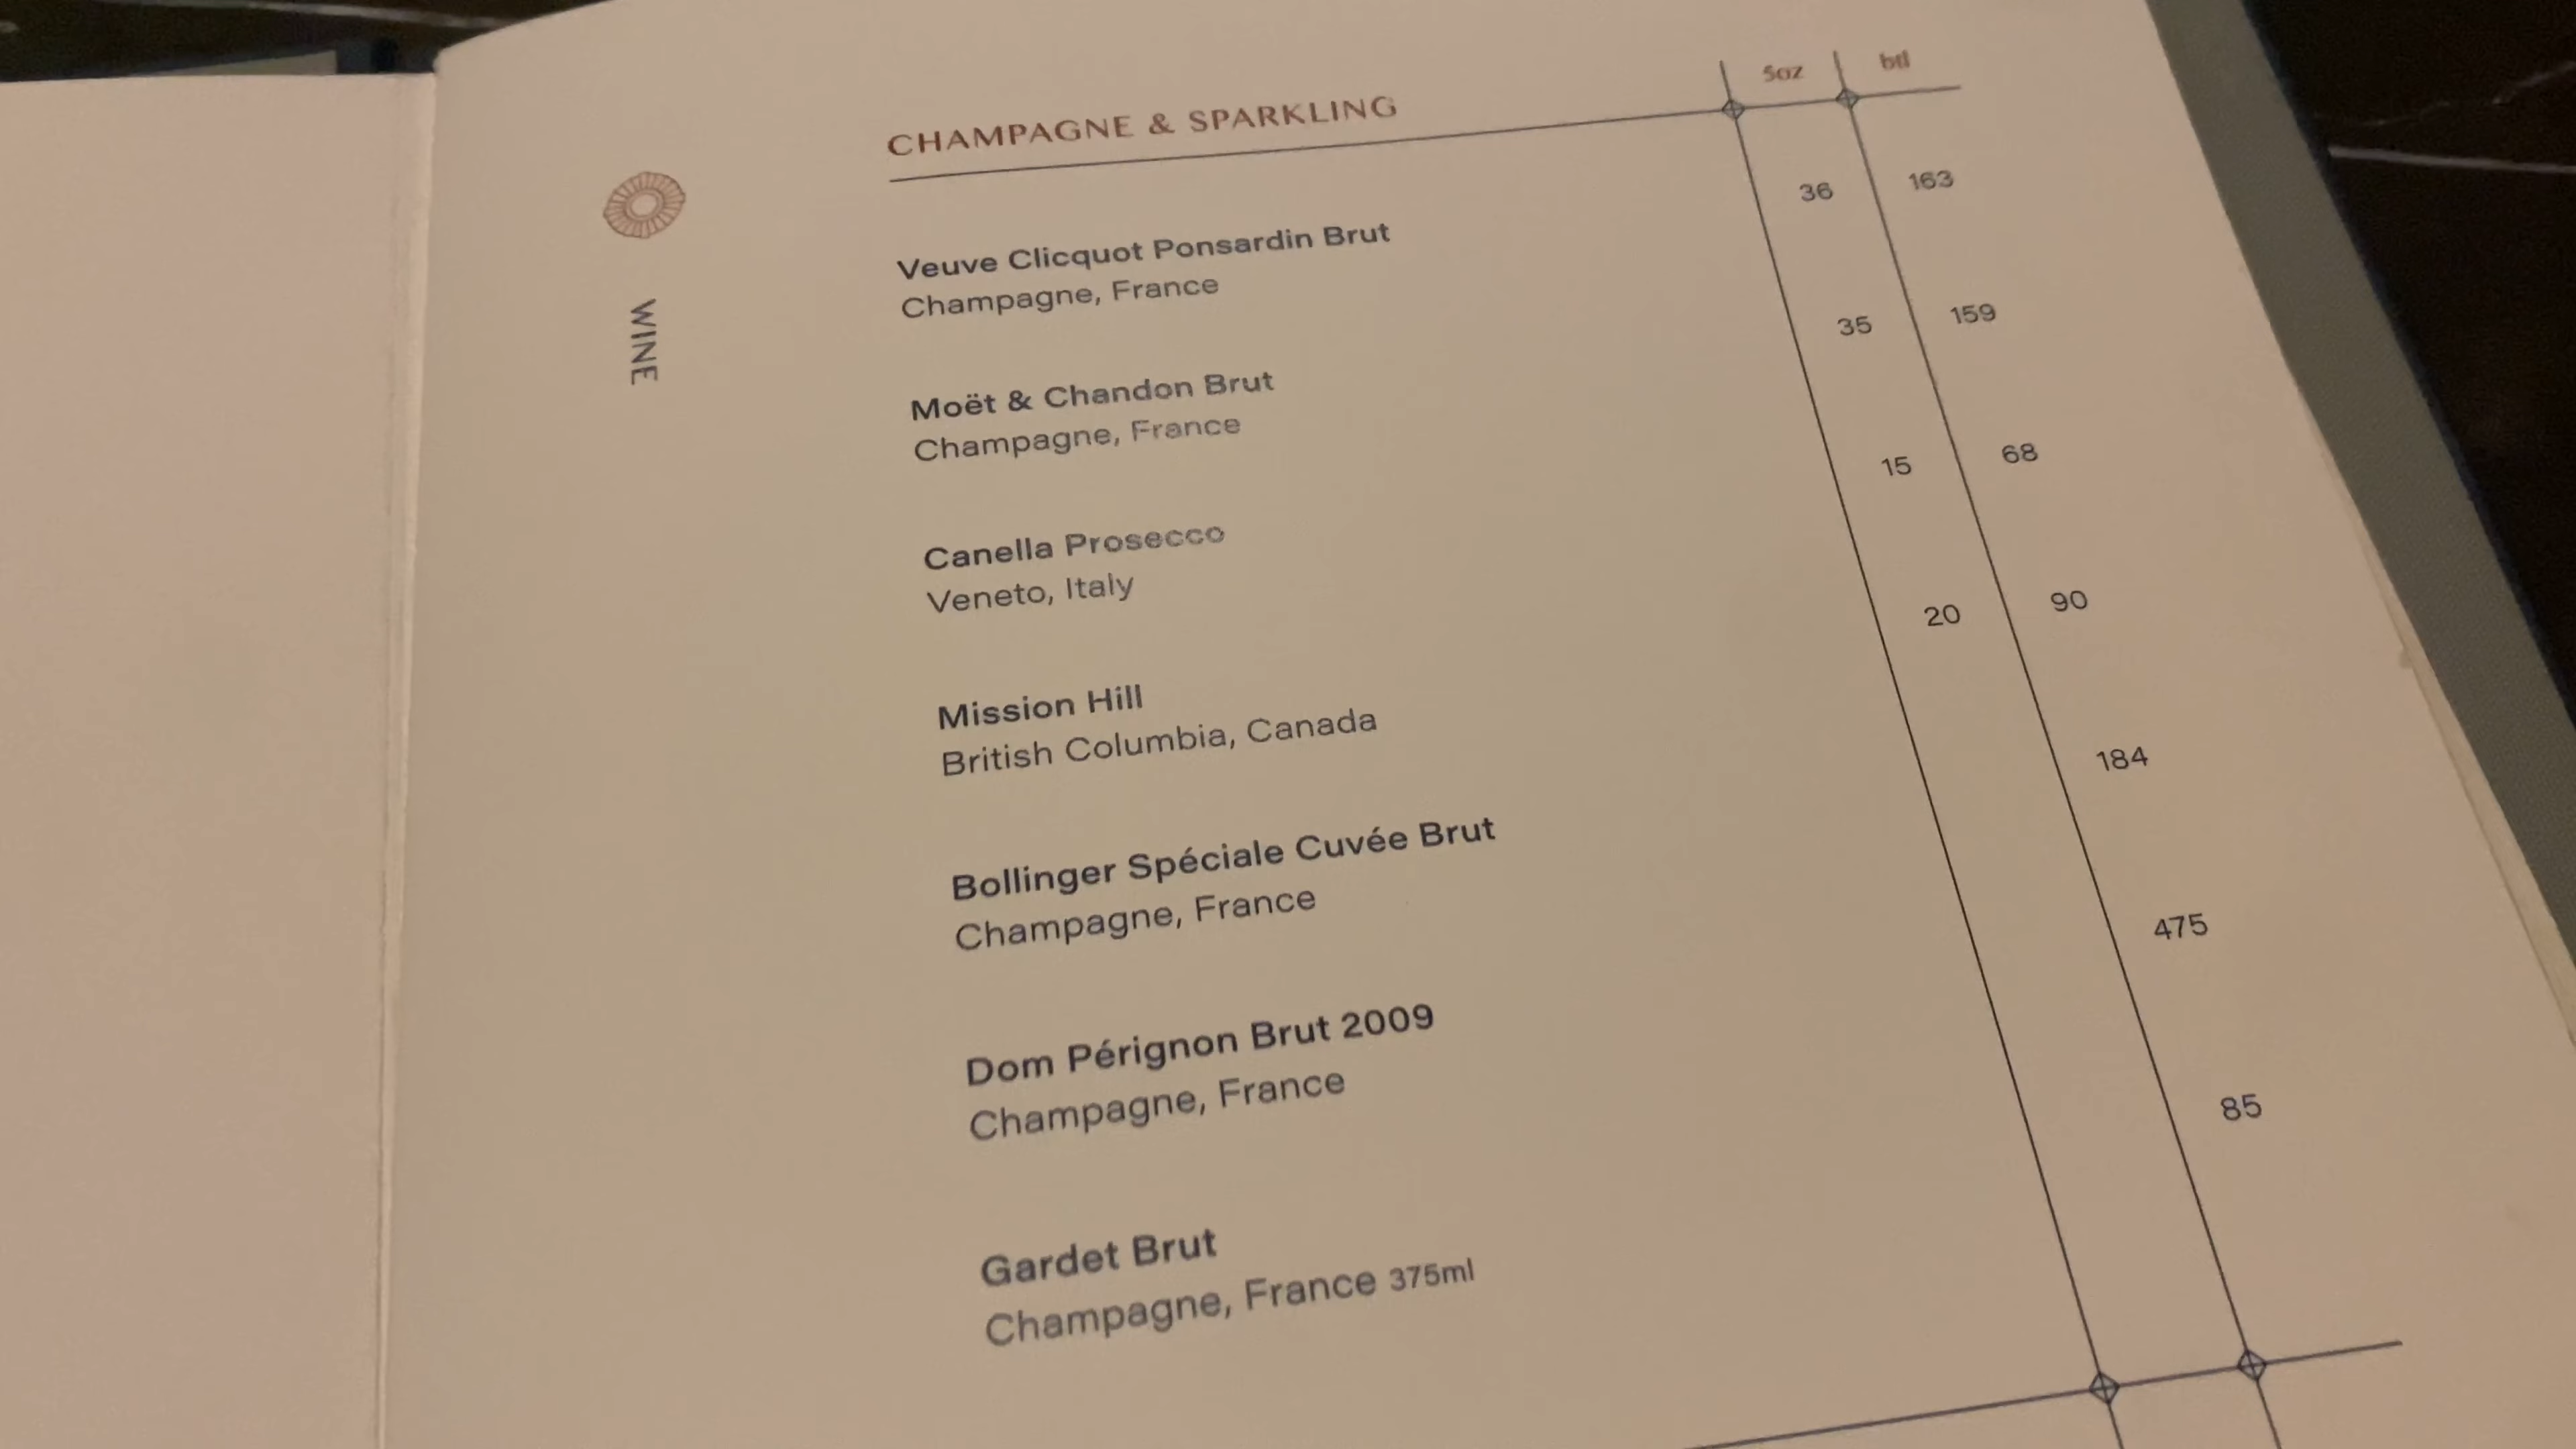 WINE
CHAMPAGNE & SPARKLING 5oz btl
Veuve Clicquot Ponsardin Brut 36 163
Champagne, France
Moët & Chandon Brut 35 159
Champagne, France
Canella Prosecco 15 68
Veneto, Italy
Mission Hill 20 90
British Columbia, Canada
Bollinger Spéciale Cuvée Brut 184
Champagne, France
Dom Pérignon Brut 2009 475
Champagne, France
Gardet Brut 85
Champagne, France 375ml